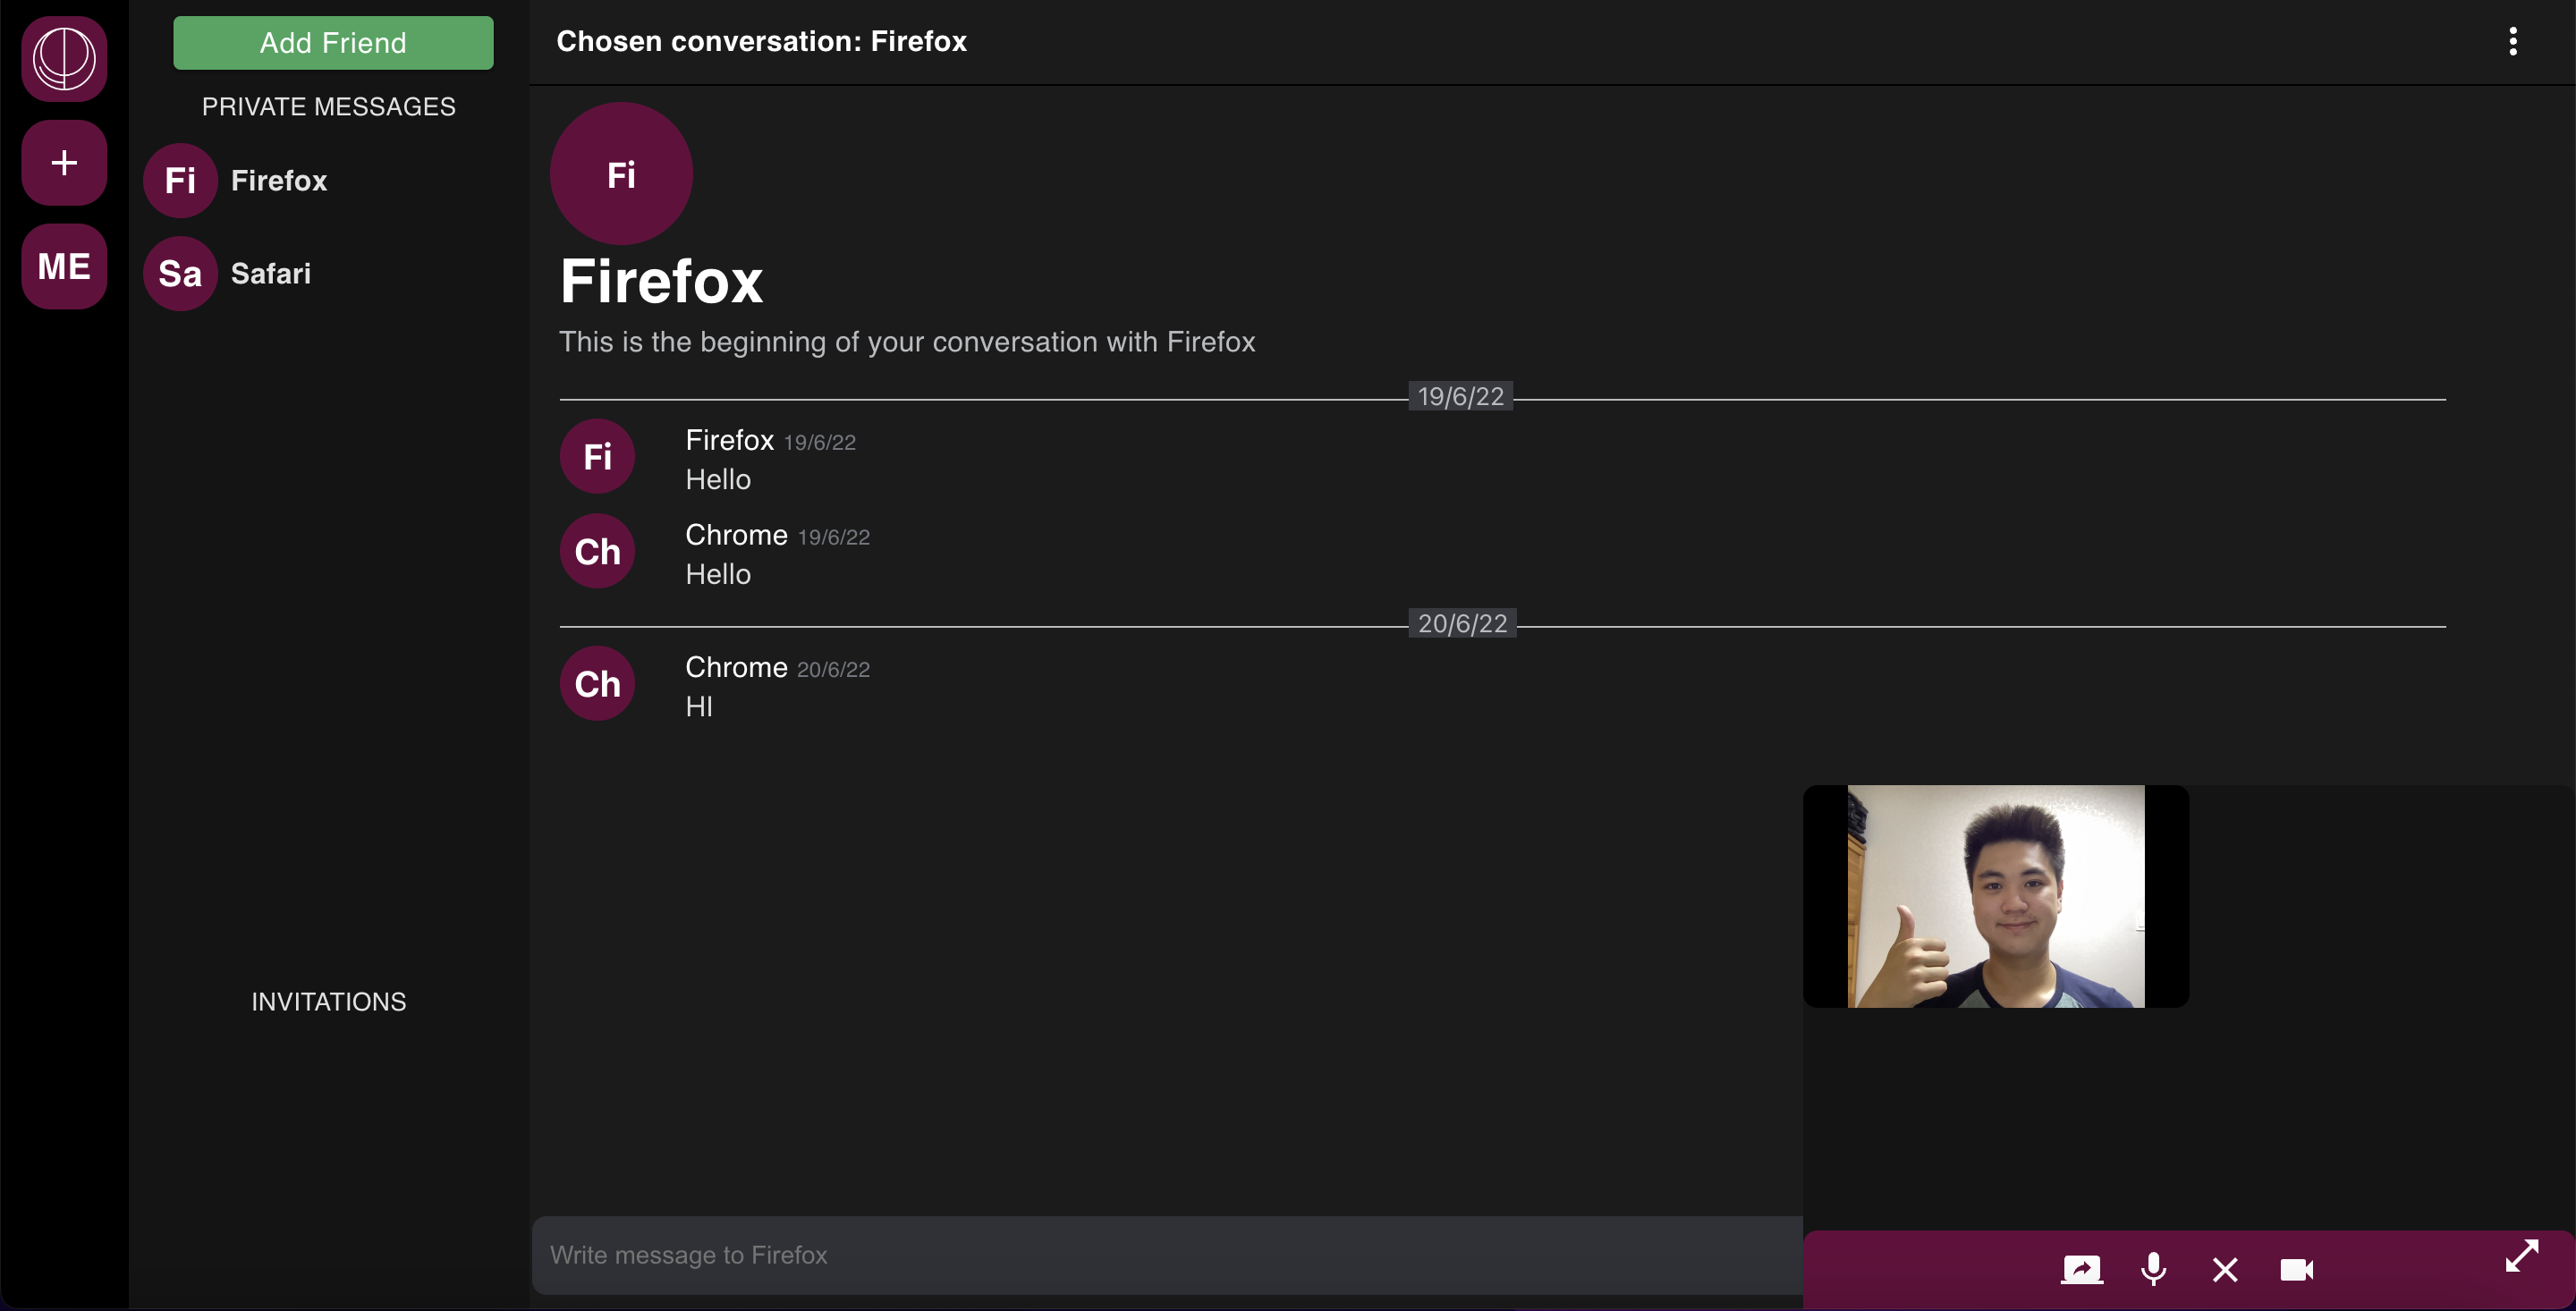 Add Friend
PRIVATE MESSAGES
Fi Firefox
Sa Safari
ME
INVITATIONS
Chosen conversation: Firefox
Fi
Firefox
This is the beginning of your conversation with Firefox
19/6/22
Fi
Firefox 19/6/22
Hello
Ch
Chrome 19/6/22
Hello
20/6/22
Ch
Chrome 20/6/22
HI
Write message to Firefox